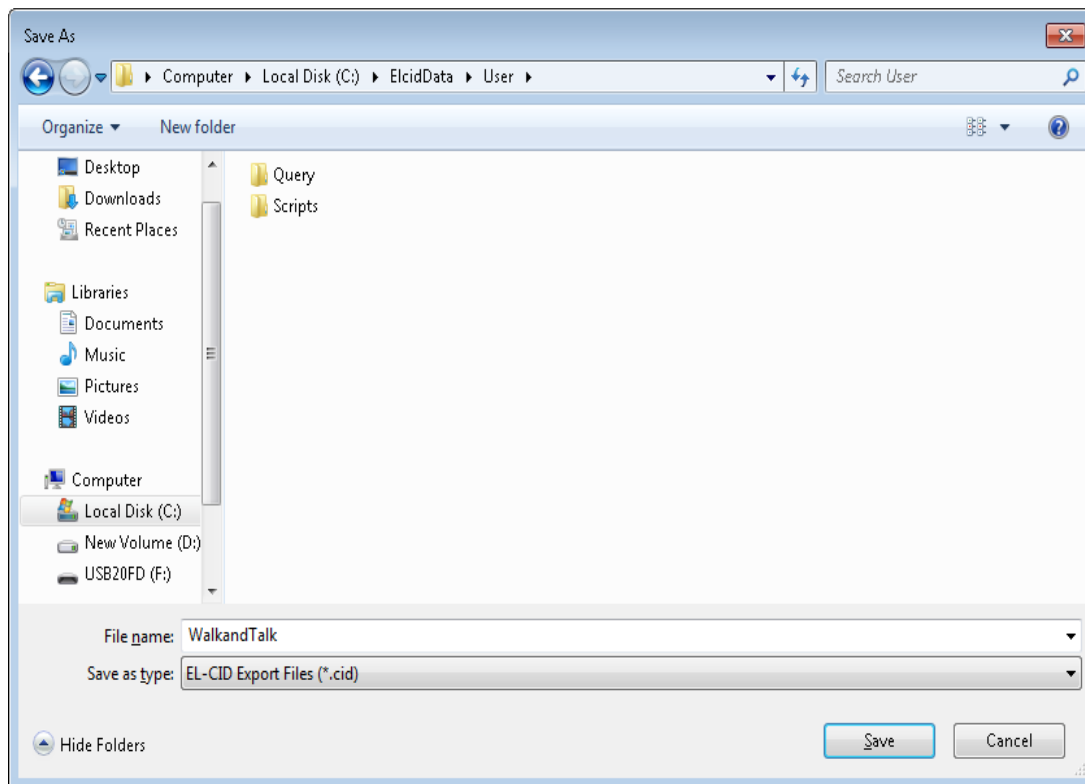 Save As
Computer Local Disk (C:) ElcidData User Search User
Organize New folder
Desktop
Downloads
Recent Places
Libraries
Documents
Music
Pictures
Videos
Computer
Local Disk (C:)
New Volume (D:)
USB20FD (F:)
Query
Scripts
File name: WalkandTalk
Save as type: EL-CID Export Files (*.cid)
Hide Folders Save Cancel